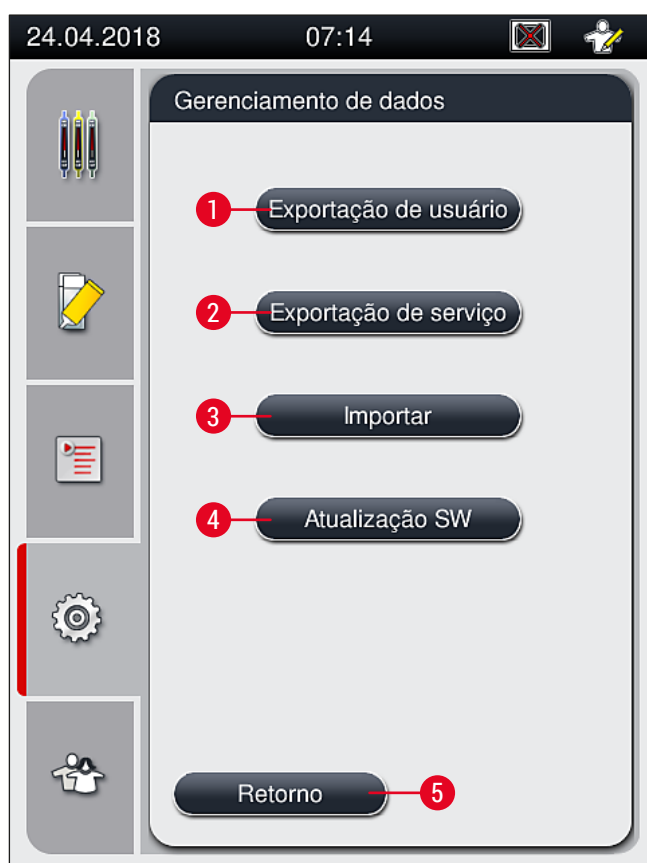 24.04.2018 07:14
Gerenciamento de dados
1 Exportação de usuário
2 Exportação de serviço
3 Importar
4 Atualização SW
Retorno 5